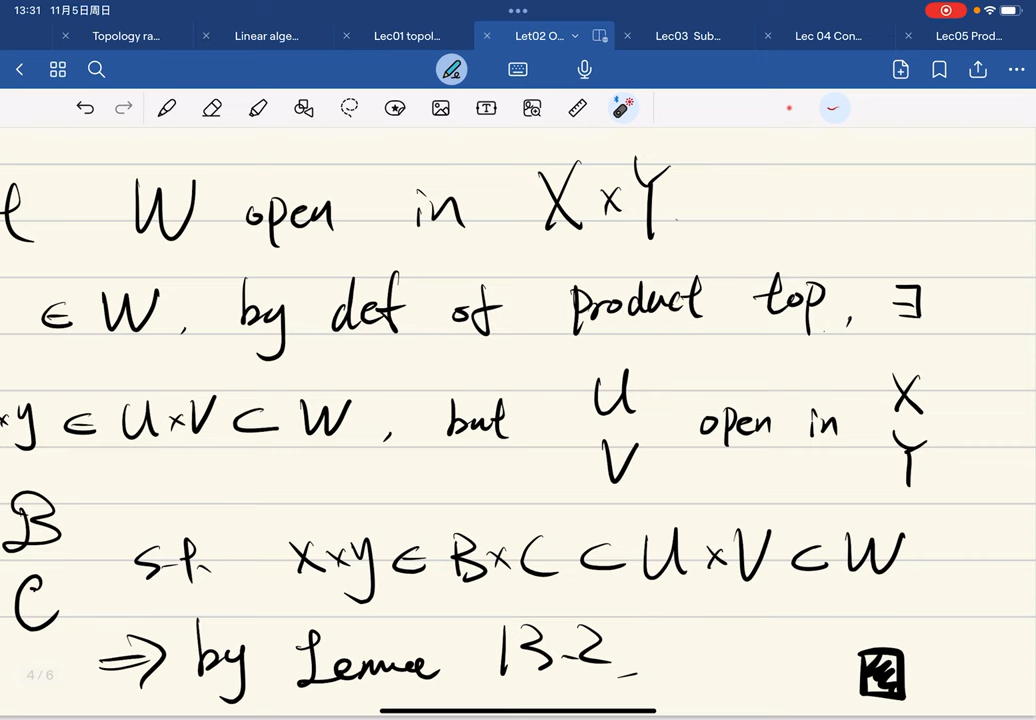 13:31 11月5日周日
Topology ra... Linear alge... Lec01 topol... Let02 O... Lec03 Sub... Lec 04 Con... Lec05 Prod...
W open in X×Y.
∈ W, by def of product top, ∃
×y ∈ U×V ⊂ W, but U V open in X Y
B C s.t. x×y ∈ B×C ⊂ U×V ⊂ W
⇒ by Lemma 13.2
4/6